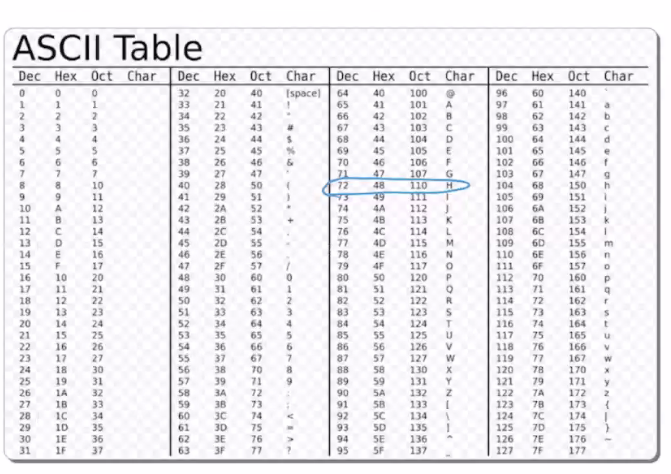 ASCII Table
Dec Hex Oct Char Dec Hex Oct Char Dec Hex Oct Char Dec Hex Oct Char
0 0 0 32 20 40 [space] 64 40 100 @ 96 60 140 `
1 1 1 33 21 41 ! 65 41 101 A 97 61 141 a
2 2 2 34 22 42 " 66 42 102 B 98 62 142 b
3 3 3 35 23 43 # 67 43 103 C 99 63 143 c
4 4 4 36 24 44 $ 68 44 104 D 100 64 144 d
5 5 5 37 25 45 % 69 45 105 E 101 65 145 e
6 6 6 38 26 46 & 70 46 106 F 102 66 146 f
7 7 7 39 27 47 ' 71 47 107 G 103 67 147 g
8 8 10 40 28 50 ( 72 48 110 H 104 68 150 h
9 9 11 41 29 51 ) 73 49 111 I 105 69 151 i
10 A 12 42 2A 52 * 74 4A 112 J 106 6A 152 j
11 B 13 43 2B 53 + 75 4B 113 K 107 6B 153 k
12 C 14 44 2C 54 , 76 4C 114 L 108 6C 154 l
13 D 15 45 2D 55 - 77 4D 115 M 109 6D 155 m
14 E 16 46 2E 56 . 78 4E 116 N 110 6E 156 n
15 F 17 47 2F 57 / 79 4F 117 O 111 6F 157 o
16 10 20 48 30 60 0 80 50 120 P 112 70 160 p
17 11 21 49 31 61 1 81 51 121 Q 113 71 161 q
18 12 22 50 32 62 2 82 52 122 R 114 72 162 r
19 13 23 51 33 63 3 83 53 123 S 115 73 163 s
20 14 24 52 34 64 4 84 54 124 T 116 74 164 t
21 15 25 53 35 65 5 85 55 125 U 117 75 165 u
22 16 26 54 36 66 6 86 56 126 V 118 76 166 v
23 17 27 55 37 67 7 87 57 127 W 119 77 167 w
24 18 30 56 38 70 8 88 58 130 X 120 78 170 x
25 19 31 57 39 71 9 89 59 131 Y 121 79 171 y
26 1A 32 58 3A 72 : 90 5A 132 Z 122 7A 172 z
27 1B 33 59 3B 73 ; 91 5B 133 [ 123 7B 173 {
28 1C 34 60 3C 74 < 92 5C 134 \ 124 7C 174 |
29 1D 35 61 3D 75 = 93 5D 135 ] 125 7D 175 }
30 1E 36 62 3E 76 > 94 5E 136 ^ 126 7E 176 ~
31 1F 37 63 3F 77 ? 95 5F 137 _ 127 7F 177